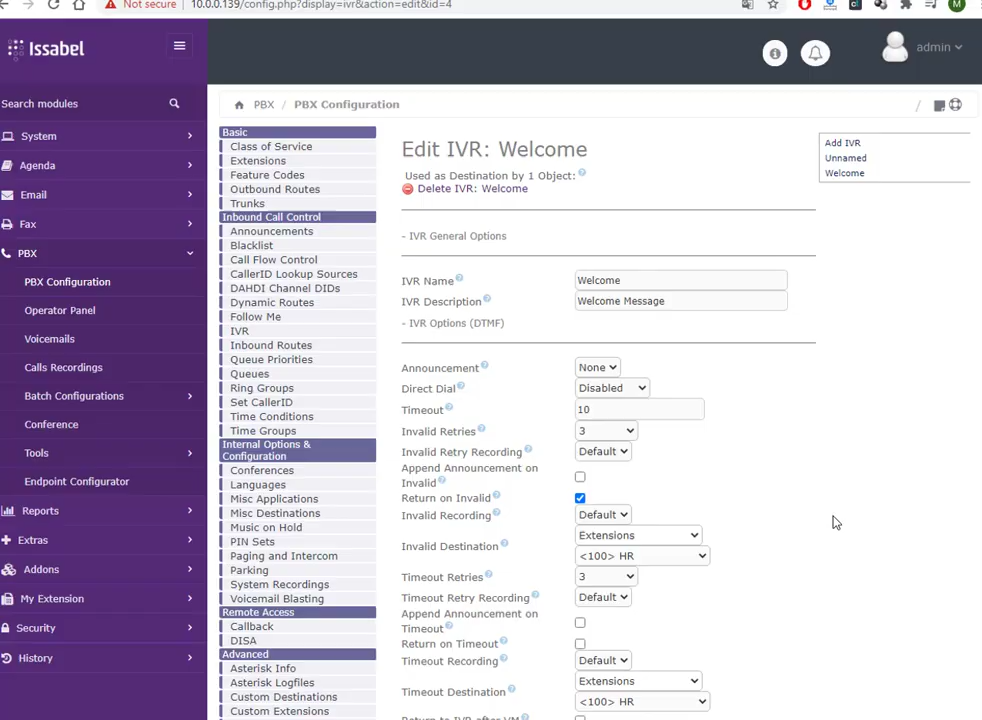 Not secure 10.0.0.139/config.php?display=ivr&action=edit&id=4
M
Issabel
admin
Search modules
System
Agenda
Email
Fax
PBX
PBX Configuration
Operator Panel
Voicemails
Calls Recordings
Batch Configurations
Conference
Tools
Endpoint Configurator
Reports
Extras
Addons
My Extension
Security
History
PBX / PBX Configuration /
Basic
Class of Service
Extensions
Feature Codes
Outbound Routes
Trunks
Inbound Call Control
Announcements
Blacklist
Call Flow Control
CallerID Lookup Sources
DAHDI Channel DIDs
Dynamic Routes
Follow Me
IVR
Inbound Routes
Queue Priorities
Queues
Ring Groups
Set CallerID
Time Conditions
Time Groups
Internal Options &
Configuration
Conferences
Languages
Misc Applications
Misc Destinations
Music on Hold
PIN Sets
Paging and Intercom
Parking
System Recordings
Voicemail Blasting
Remote Access
Callback
DISA
Advanced
Asterisk Info
Asterisk Logfiles
Custom Destinations
Custom Extensions
Edit IVR: Welcome
Used as Destination by 1 Object:
Delete IVR: Welcome
- IVR General Options
IVR Name Welcome
IVR Description Welcome Message
- IVR Options (DTMF)
Announcement None
Direct Dial Disabled
Timeout 10
Invalid Retries 3
Invalid Retry Recording Default
Append Announcement on
Invalid
Return on Invalid
Invalid Recording Default
Extensions
Invalid Destination
<100> HR
Timeout Retries 3
Timeout Retry Recording Default
Append Announcement on
Timeout
Return on Timeout
Timeout Recording Default
Extensions
Timeout Destination
<100> HR
Return to IVR after VM
Add IVR
Unnamed
Welcome